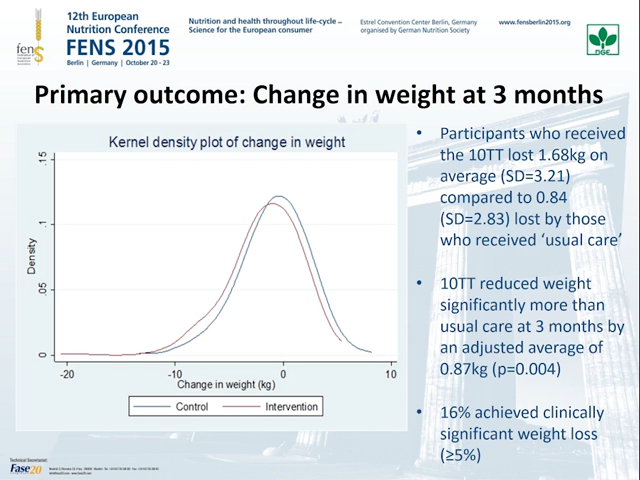 12th European
Nutrition Conference
FENS 2015
Berlin | Germany | October 20 - 23
Nutrition and health throughout life-cycle –
Science for the European consumer
Estrel Convention Center Berlin, Germany
organised by German Nutrition Society
www.fensberlin2015.org
fens
DGE
Primary outcome: Change in weight at 3 months
Kernel density plot of change in weight
.15
.1
.05
0
Density
-20
-10
0
10
Change in weight (kg)
Control
Intervention
• Participants who received
the 10TT lost 1.68kg on
average (SD=3.21)
compared to 0.84
(SD=2.83) lost by those
who received ‘usual care’
• 10TT reduced weight
significantly more than
usual care at 3 months by
an adjusted average of
0.87kg (p=0.004)
• 16% achieved clinically
significant weight loss
(≥5%)
Technical Secretariat:
Fase20